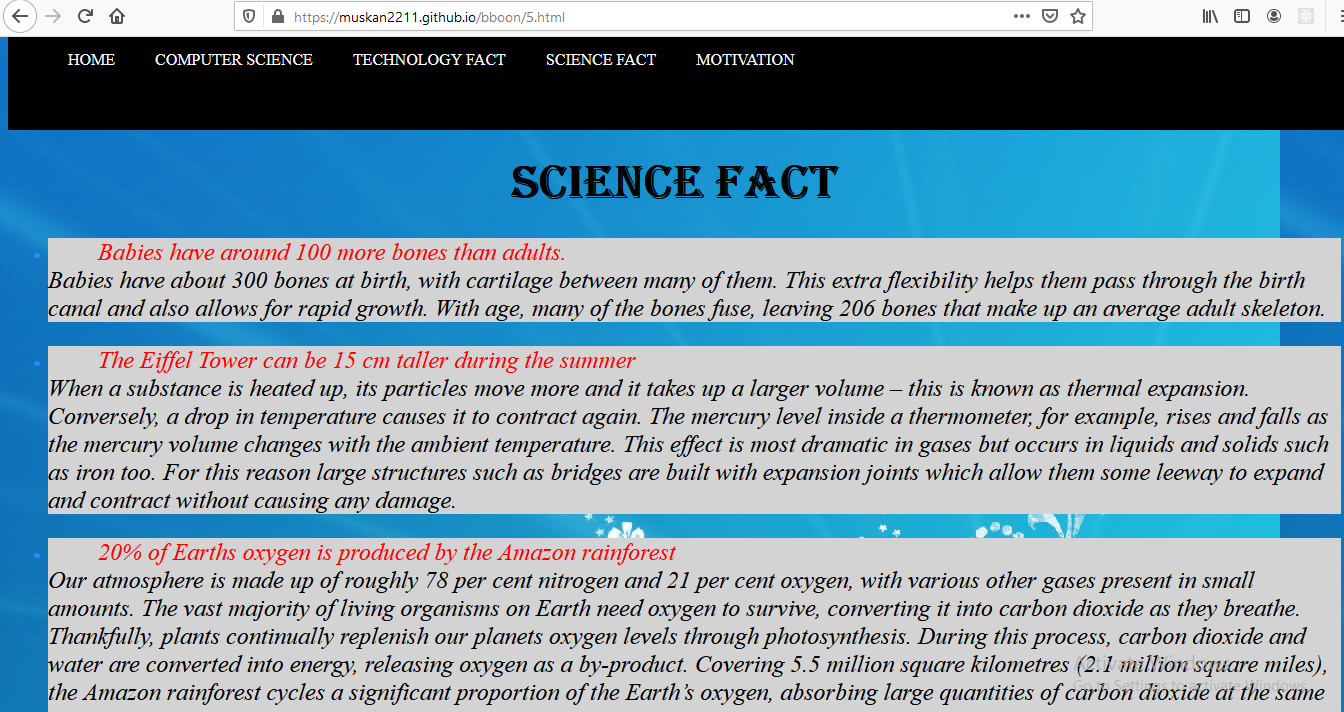 https://muskan2211.github.io/bboon/5.html
HOME COMPUTER SCIENCE TECHNOLOGY FACT SCIENCE FACT MOTIVATION
SCIENCE FACT
Babies have around 100 more bones than adults.
Babies have about 300 bones at birth, with cartilage between many of them. This extra flexibility helps them pass through the birth
canal and also allows for rapid growth. With age, many of the bones fuse, leaving 206 bones that make up an average adult skeleton.
The Eiffel Tower can be 15 cm taller during the summer
When a substance is heated up, its particles move more and it takes up a larger volume – this is known as thermal expansion.
Conversely, a drop in temperature causes it to contract again. The mercury level inside a thermometer, for example, rises and falls as
the mercury volume changes with the ambient temperature. This effect is most dramatic in gases but occurs in liquids and solids such
as iron too. For this reason large structures such as bridges are built with expansion joints which allow them some leeway to expand
and contract without causing any damage.
20% of Earths oxygen is produced by the Amazon rainforest
Our atmosphere is made up of roughly 78 per cent nitrogen and 21 per cent oxygen, with various other gases present in small
amounts. The vast majority of living organisms on Earth need oxygen to survive, converting it into carbon dioxide as they breathe.
Thankfully, plants continually replenish our planets oxygen levels through photosynthesis. During this process, carbon dioxide and
water are converted into energy, releasing oxygen as a by-product. Covering 5.5 million square kilometres (2.1 million square miles),
the Amazon rainforest cycles a significant proportion of the Earth's oxygen, absorbing large quantities of carbon dioxide at the same
Activate Windows
Go to Settings to activate Windows.